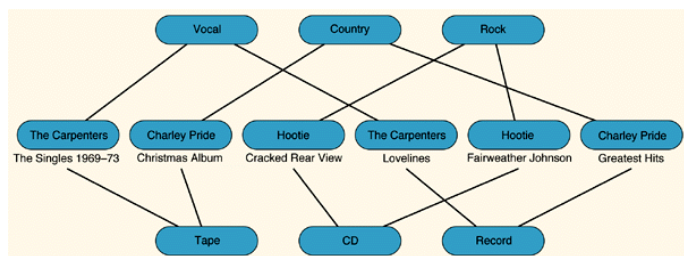 Vocal
Country
Rock
The Carpenters
Charley Pride
Hootie
The Carpenters
Hootie
Charley Pride
The Singles 1969–73
Christmas Album
Cracked Rear View
Lovelines
Fairweather Johnson
Greatest Hits
Tape
CD
Record